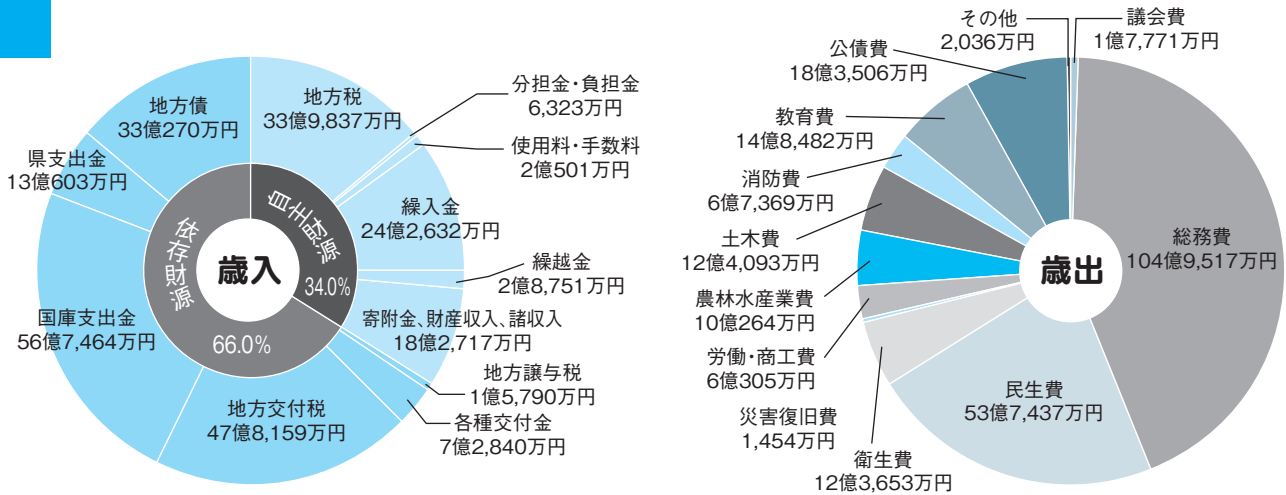 歳入
自主財源
34.0%
依存財源
66.0%
地方税
33億9,837万円
分担金・負担金
6,323万円
使用料・手数料
2億501万円
繰入金
24億2,632万円
繰越金
2億8,751万円
寄附金、財産収入、諸収入
18億2,717万円
地方譲与税
1億5,790万円
各種交付金
7億2,840万円
地方交付税
47億8,159万円
国庫支出金
56億7,464万円
県支出金
13億603万円
地方債
33億270万円
歳出
議会費
1億7,771万円
総務費
104億9,517万円
民生費
53億7,437万円
衛生費
12億3,653万円
災害復旧費
1,454万円
労働・商工費
6億305万円
農林水産業費
10億264万円
土木費
12億4,093万円
消防費
6億7,369万円
教育費
14億8,482万円
公債費
18億3,506万円
その他
2,036万円